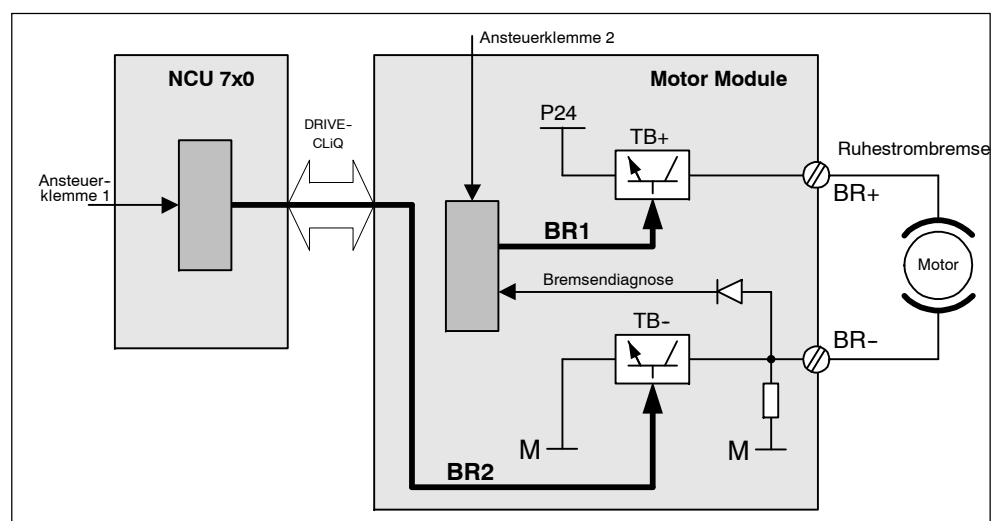 Ansteuerklemme 2
NCU 7x0
Motor Module
DRIVE-
CLiQ
P24
TB+
Ruhestrombremse
Ansteuer-
klemme 1
BR+
BR1
Motor
Bremsendiagnose
TB-
BR-
M
M
BR2